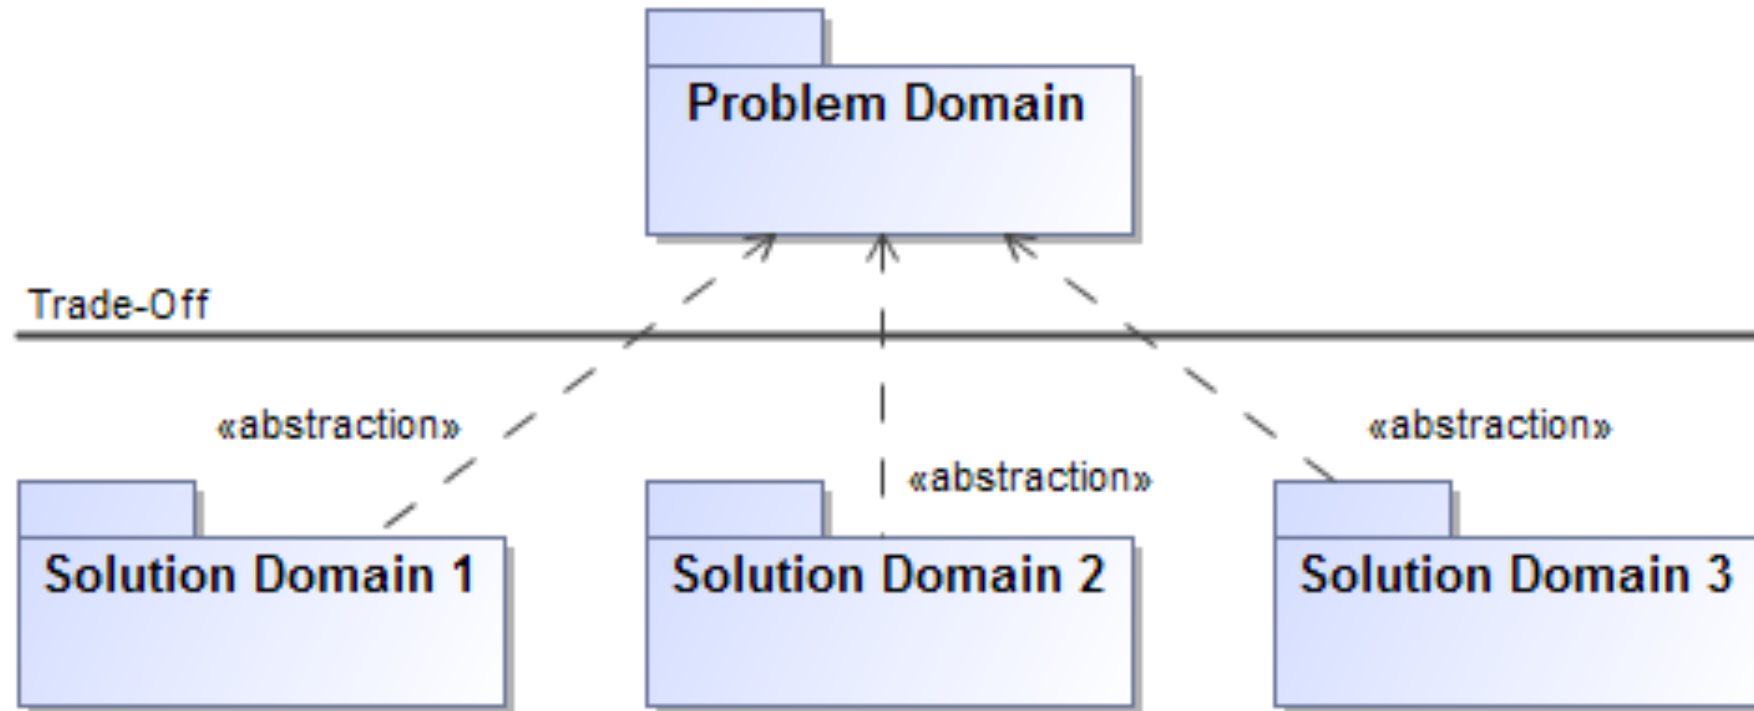 Problem Domain
Trade-Off
«abstraction»
«abstraction»
«abstraction»
Solution Domain 1
Solution Domain 2
Solution Domain 3